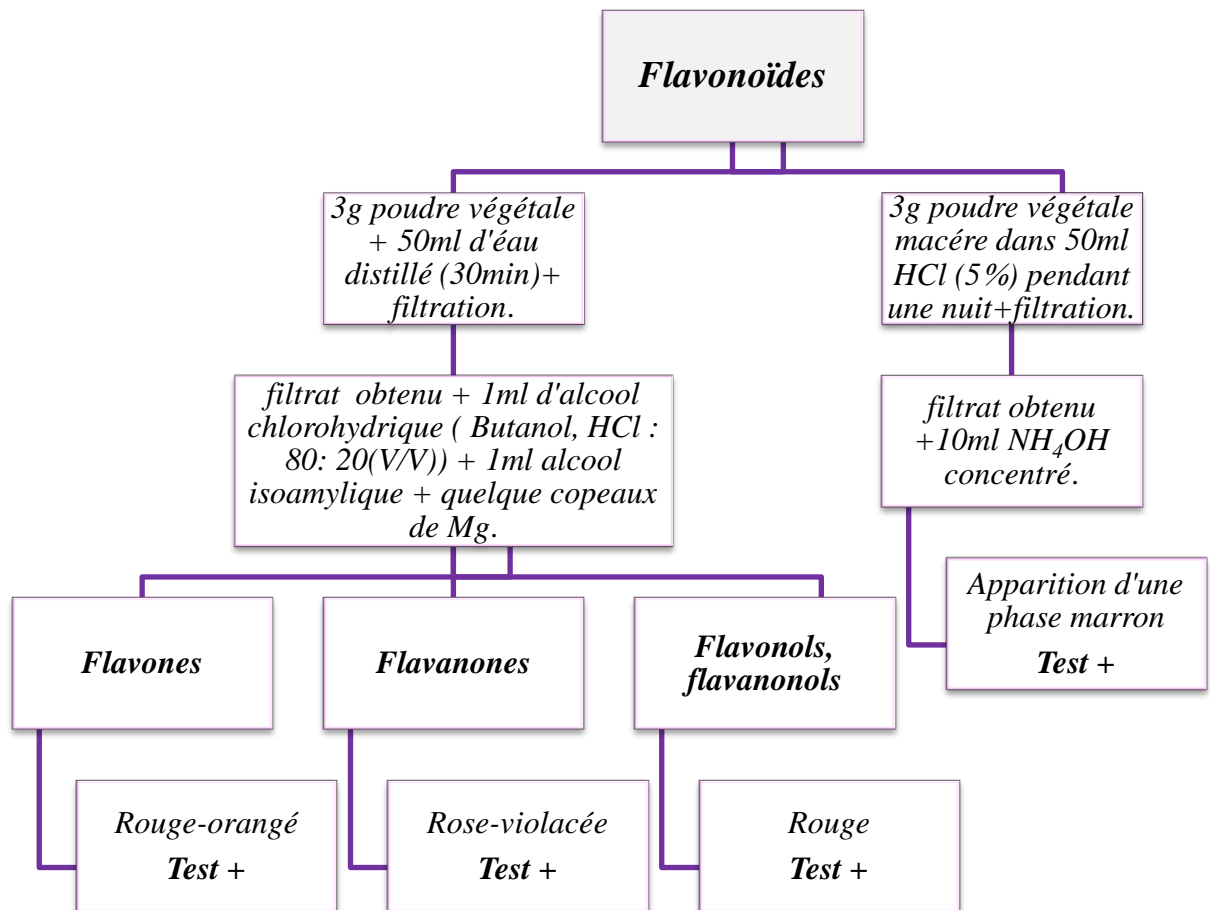 Flavonoïdes
3g poudre végétale
+ 50ml d'éau
distillé (30min)+
filtration.
3g poudre végétale
macére dans 50ml
HCl (5%) pendant
une nuit+filtration.
filtrat obtenu + 1ml d'alcool
chlorohydrique ( Butanol, HCl :
80: 20(V/V)) + 1ml alcool
isoamylique + quelque copeaux
de Mg.
filtrat obtenu
+10ml NH₄OH
concentré.
Apparition d'une
phase marron
Test +
Flavones
Flavanones
Flavonols,
flavanonols
Rouge-orangé
Test +
Rose-violacée
Test +
Rouge
Test +